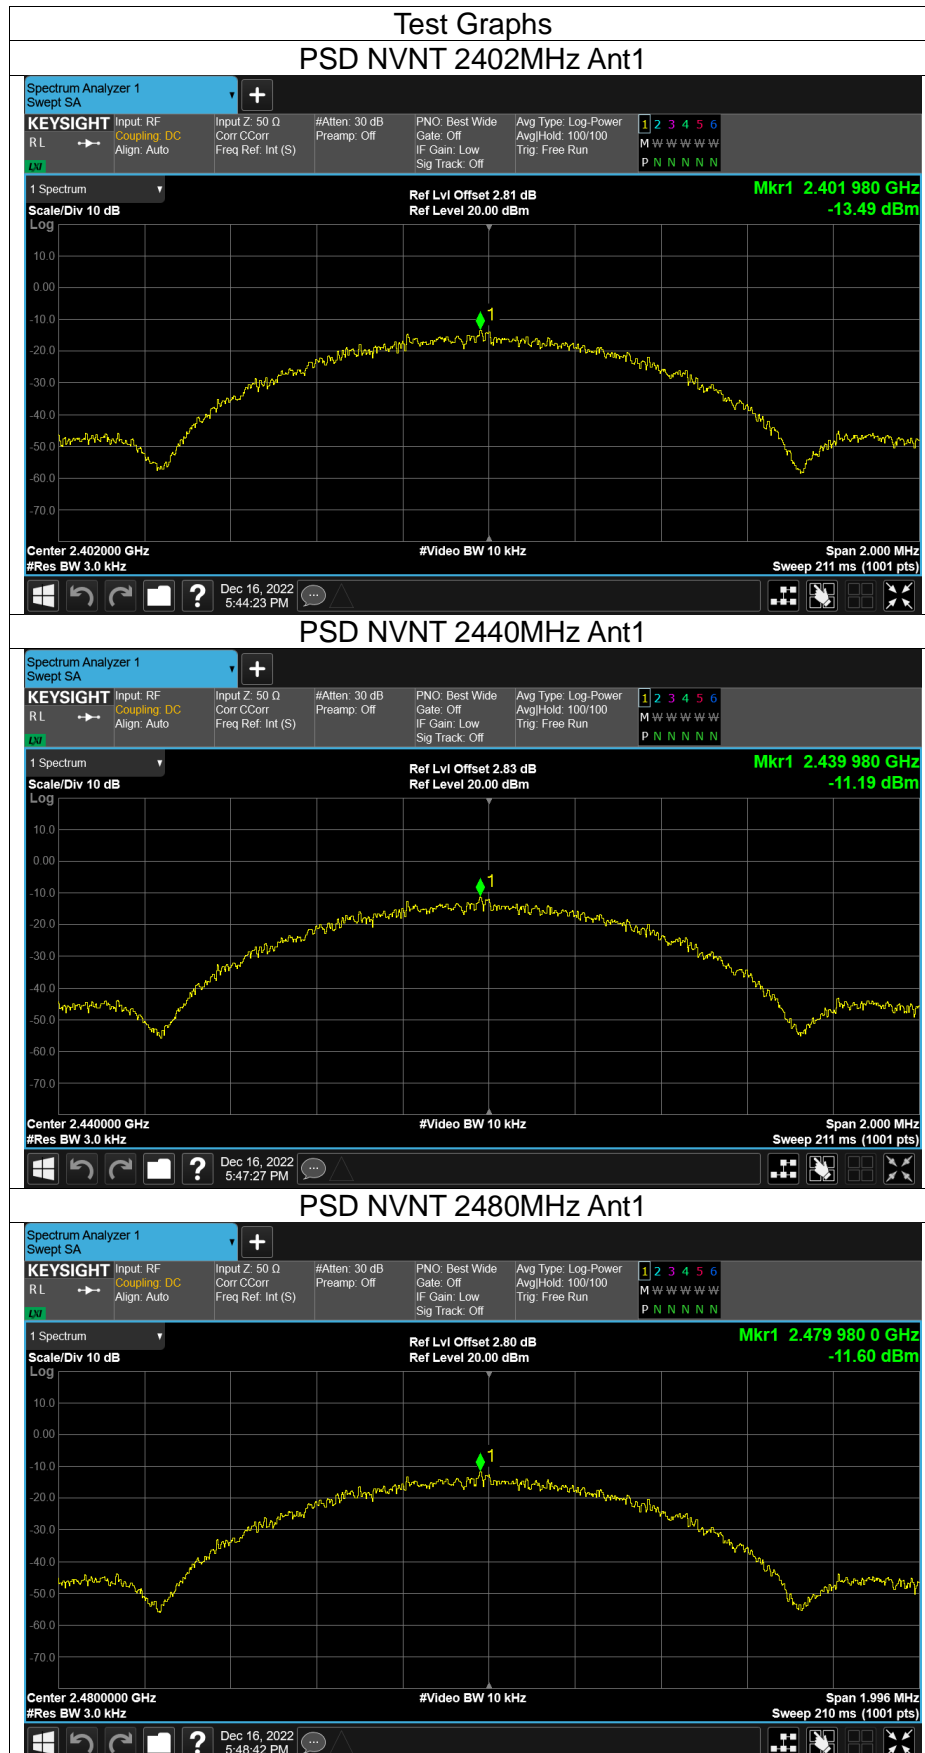 Test Graphs
PSD NVNT 2402MHz Ant1
Spectrum Analyzer 1
Swept SA
+
KEYSIGHT Input: RF Input Z: 50 Ω #Atten: 30 dB PNO: Best Wide Avg Type: Log-Power 1 2 3 4 5 6
R L Coupling: DC Corr CCorr Preamp: Off Gate: Off Avg|Hold: 100/100 M W W W W W
Align: Auto Freq Ref: Int (S) IF Gain: Low Trig: Free Run
LXI Sig Track: Off P N N N N N
1 Spectrum Ref Lvl Offset 2.81 dB Mkr1 2.401 980 GHz
Scale/Div 10 dB Ref Level 20.00 dBm -13.49 dBm
Log
10.0
0.00
1
-10.0
-20.0
-30.0
-40.0
-50.0
-60.0
-70.0
Center 2.402000 GHz #Video BW 10 kHz Span 2.000 MHz
#Res BW 3.0 kHz Sweep 211 ms (1001 pts)
? Dec 16, 2022
5:44:23 PM
PSD NVNT 2440MHz Ant1
Spectrum Analyzer 1
Swept SA
+
KEYSIGHT Input: RF Input Z: 50 Ω #Atten: 30 dB PNO: Best Wide Avg Type: Log-Power 1 2 3 4 5 6
R L Coupling: DC Corr CCorr Preamp: Off Gate: Off Avg|Hold: 100/100 M W W W W W
Align: Auto Freq Ref: Int (S) IF Gain: Low Trig: Free Run
LXI Sig Track: Off P N N N N N
1 Spectrum Ref Lvl Offset 2.83 dB Mkr1 2.439 980 GHz
Scale/Div 10 dB Ref Level 20.00 dBm -11.19 dBm
Log
10.0
0.00
1
-10.0
-20.0
-30.0
-40.0
-50.0
-60.0
-70.0
Center 2.440000 GHz #Video BW 10 kHz Span 2.000 MHz
#Res BW 3.0 kHz Sweep 211 ms (1001 pts)
? Dec 16, 2022
5:47:27 PM
PSD NVNT 2480MHz Ant1
Spectrum Analyzer 1
Swept SA
+
KEYSIGHT Input: RF Input Z: 50 Ω #Atten: 30 dB PNO: Best Wide Avg Type: Log-Power 1 2 3 4 5 6
R L Coupling: DC Corr CCorr Preamp: Off Gate: Off Avg|Hold: 100/100 M W W W W W
Align: Auto Freq Ref: Int (S) IF Gain: Low Trig: Free Run
LXI Sig Track: Off P N N N N N
1 Spectrum Ref Lvl Offset 2.80 dB Mkr1 2.479 980 0 GHz
Scale/Div 10 dB Ref Level 20.00 dBm -11.60 dBm
Log
10.0
0.00
1
-10.0
-20.0
-30.0
-40.0
-50.0
-60.0
-70.0
Center 2.4800000 GHz #Video BW 10 kHz Span 1.996 MHz
#Res BW 3.0 kHz Sweep 210 ms (1001 pts)
? Dec 16, 2022
5:48:42 PM